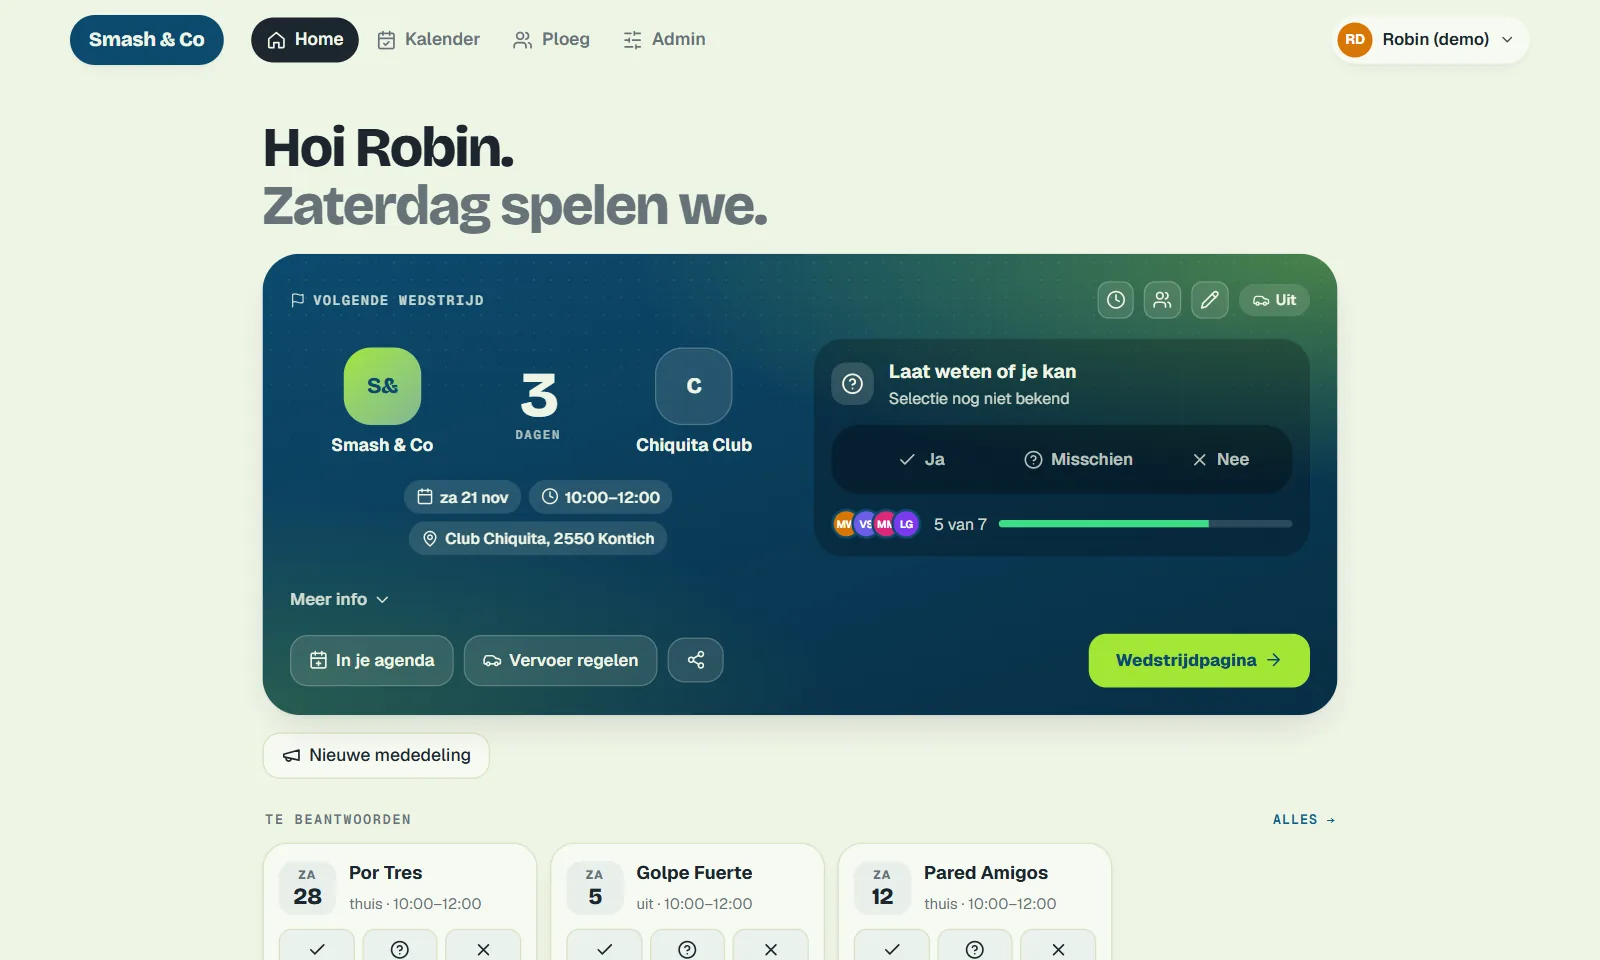 Smash & Co
Home
Kalender
Ploeg
Admin
RD
Robin (demo)
Hoi Robin.
Zaterdag spelen we.
VOLGENDE WEDSTRIJD
Uit
S&
Smash & Co
3
DAGEN
C
Chiquita Club
za 21 nov
10:00–12:00
Club Chiquita, 2550 Kontich
Laat weten of je kan
Selectie nog niet bekend
Ja
Misschien
Nee
LG
5 van 7
Meer info
In je agenda
Vervoer regelen
Wedstrijdpagina →
Nieuwe mededeling
TE BEANTWOORDEN
ALLES →
ZA
28
Por Tres
thuis · 10:00–12:00
ZA
5
Golpe Fuerte
uit · 10:00–12:00
ZA
12
Pared Amigos
thuis · 10:00–12:00